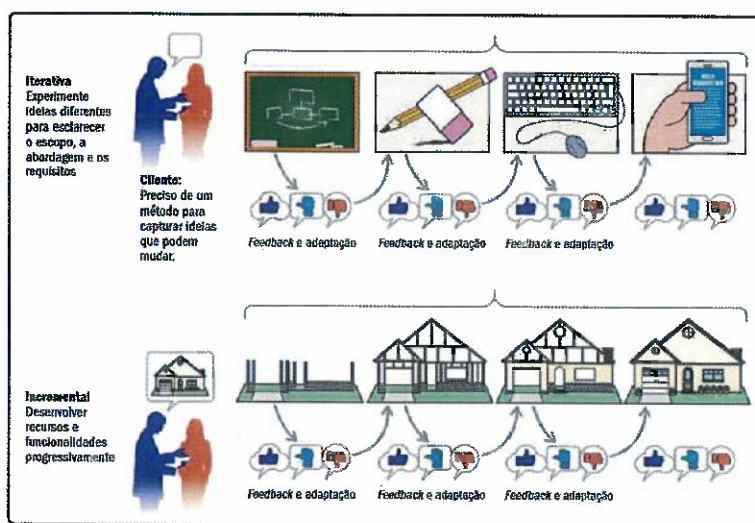 Iterativa
Experimente
ideias diferentes
para esclarecer
o escopo, a
abordagem e os
requisitos
Cliente:
Preciso de um
método para
capturar ideias
que podem
mudar.
Feedback e adaptação
Feedback e adaptação
Feedback e adaptação
Incremental
Desenvolver
recursos e
funcionalidades
progressivamente
Feedback e adaptação
Feedback e adaptação
Feedback e adaptação